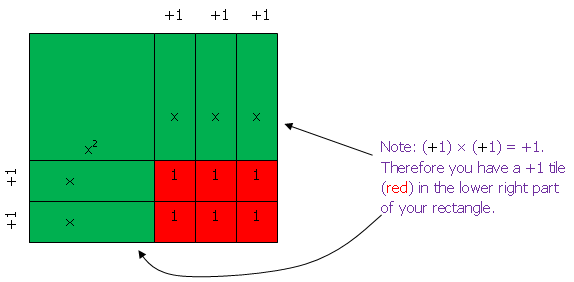 +1 +1 +1
x² x x x
+1 x 1 1 1
+1 x 1 1 1
Note: (+1) × (+1) = +1.
Therefore you have a +1 tile
(red) in the lower right part
of your rectangle.